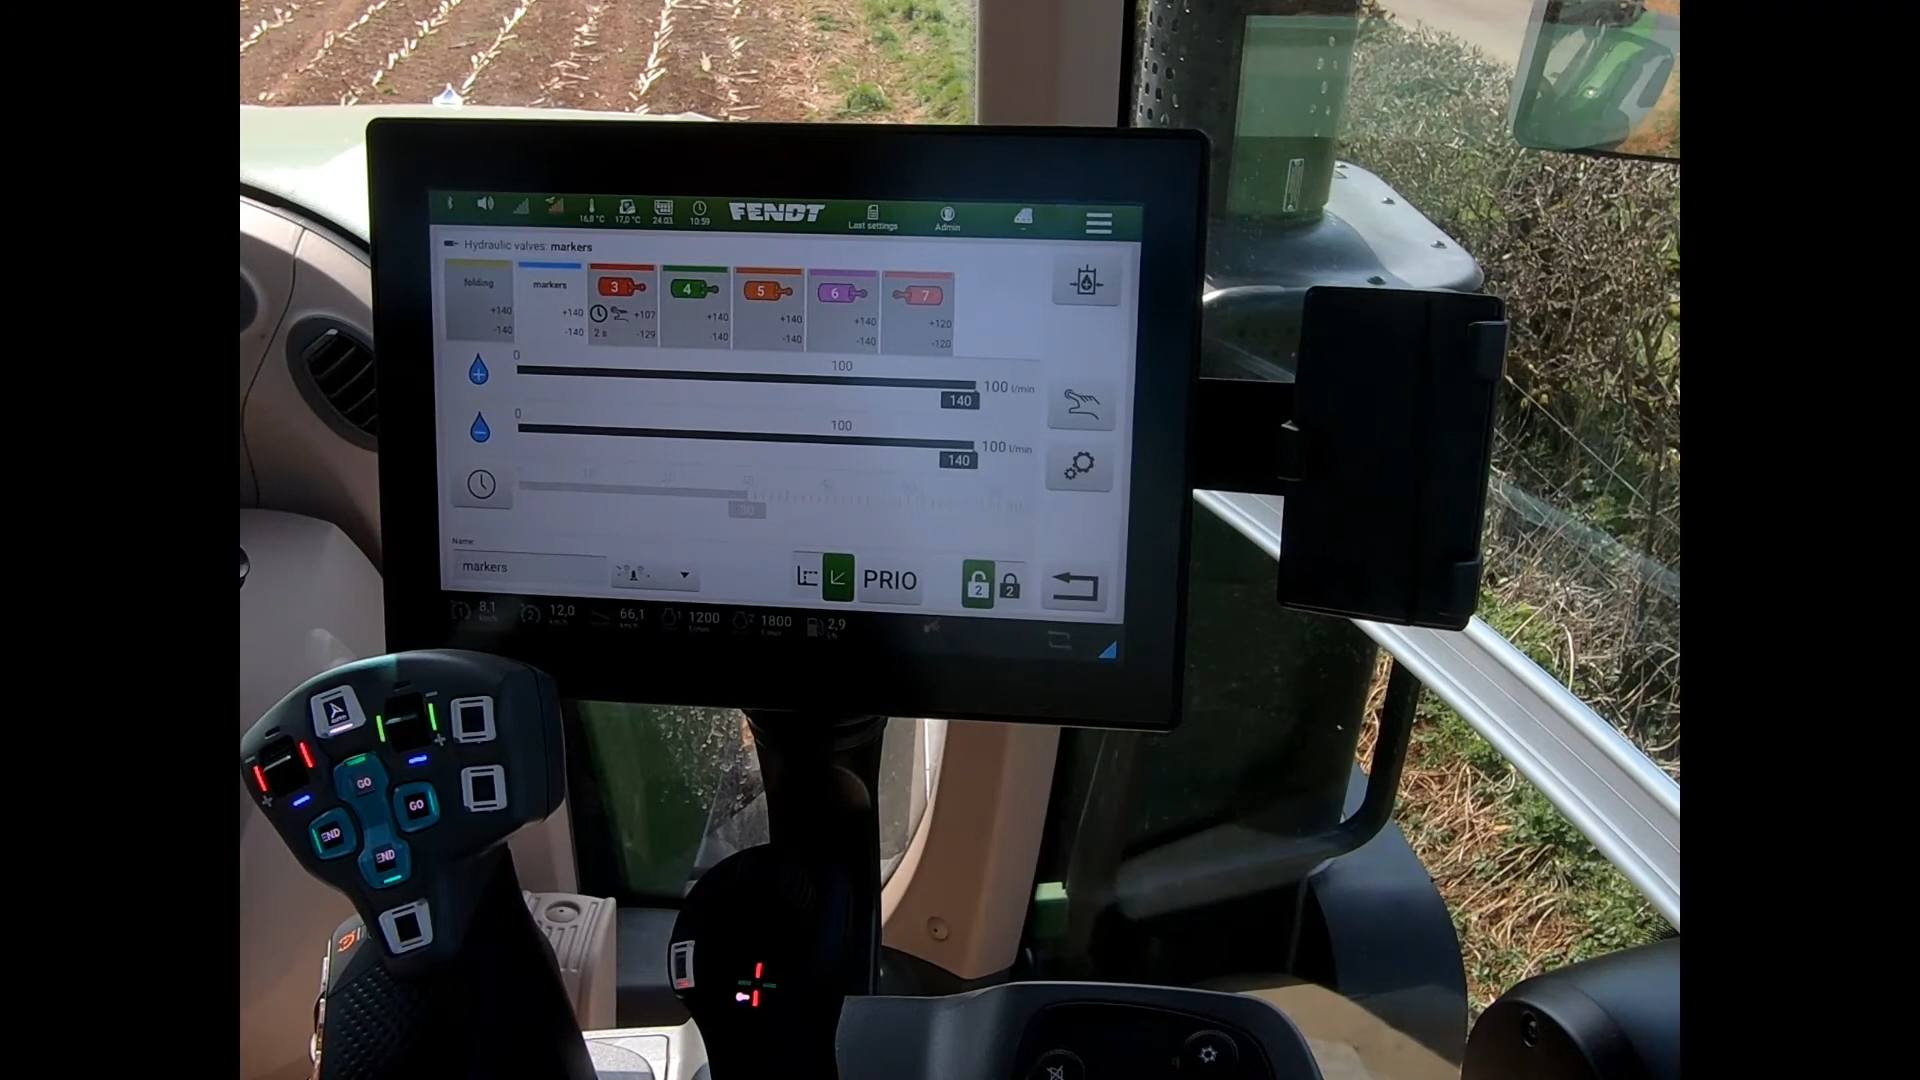 16,8 °C
17,0 °C
24.03
10:59
FENDT
Last settings
Admin
Hydraulic valves: markers
folding
+140
-140
markers
+140
-140
3
+107
2 s
-129
4
+140
-140
5
+140
-140
6
+140
-140
7
+120
-120
0
100
100 l/min
140
0
100
100 l/min
140
Name
markers
PRIO
2
2
8,1
km/h
12,0
km/h
66,1
1200
1800
2,9
GO
GO
END
END